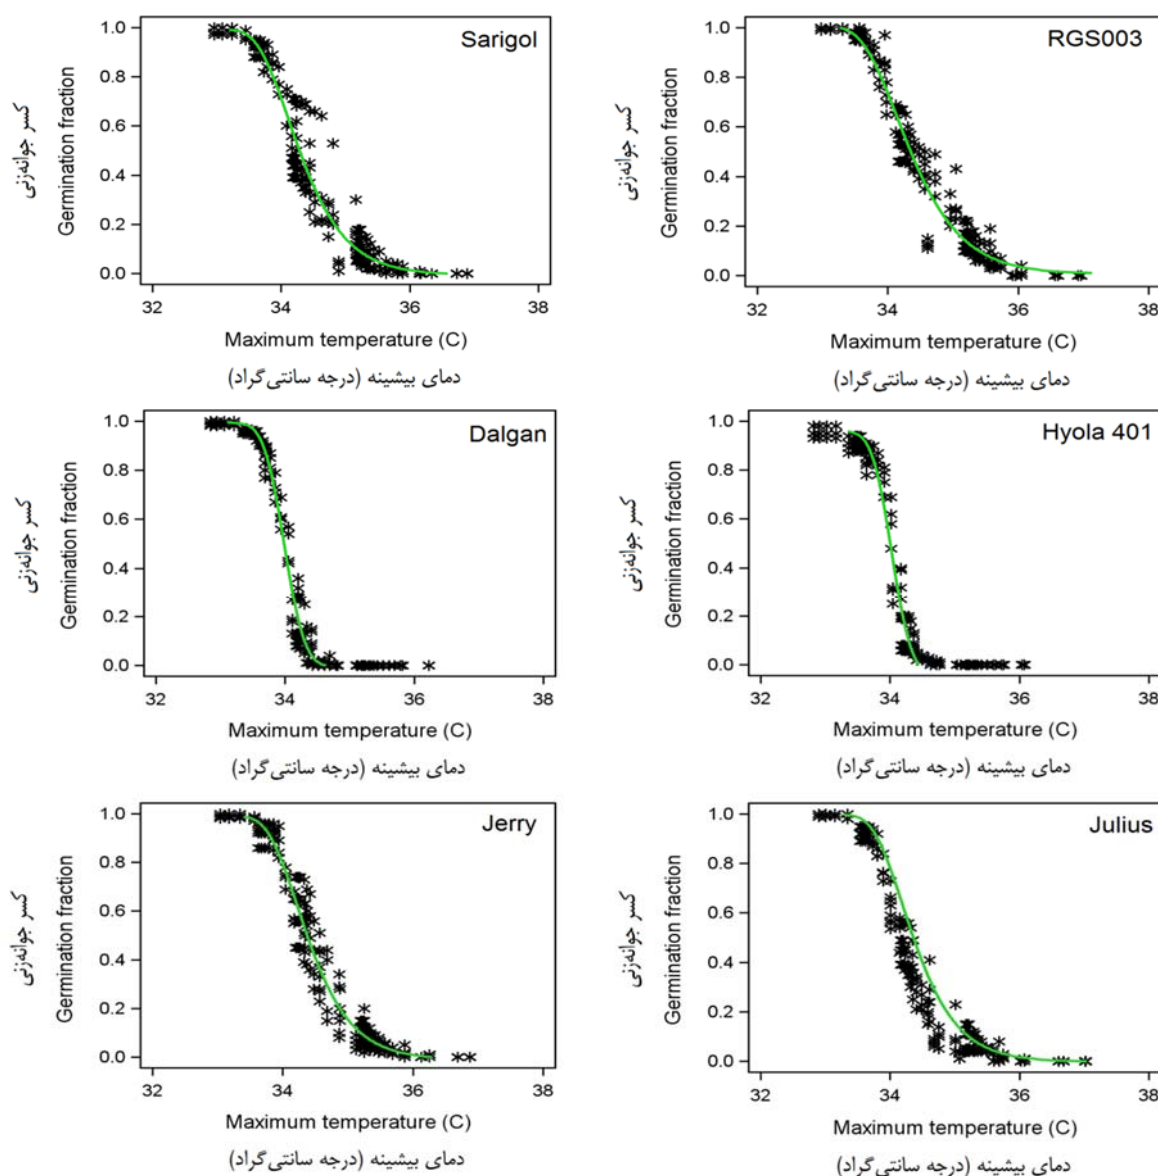 Sarigol
کسر جوانه‌زنی
Germination fraction
1.0
0.8
0.6
0.4
0.2
0.0
32 34 36 38
Maximum temperature (C)
دمای بیشینه (درجه سانتی‌گراد)
RGS003
کسر جوانه‌زنی
Germination fraction
1.0
0.8
0.6
0.4
0.2
0.0
32 34 36 38
Maximum temperature (C)
دمای بیشینه (درجه سانتی‌گراد)
Dalgan
کسر جوانه‌زنی
Germination fraction
1.0
0.8
0.6
0.4
0.2
0.0
32 34 36 38
Maximum temperature (C)
دمای بیشینه (درجه سانتی‌گراد)
Hyola 401
کسر جوانه‌زنی
Germination fraction
1.0
0.8
0.6
0.4
0.2
0.0
32 34 36 38
Maximum temperature (C)
دمای بیشینه (درجه سانتی‌گراد)
Jerry
کسر جوانه‌زنی
Germination fraction
1.0
0.8
0.6
0.4
0.2
0.0
32 34 36 38
Maximum temperature (C)
دمای بیشینه (درجه سانتی‌گراد)
Julius
کسر جوانه‌زنی
Germination fraction
1.0
0.8
0.6
0.4
0.2
0.0
32 34 36 38
Maximum temperature (C)
دمای بیشینه (درجه سانتی‌گراد)